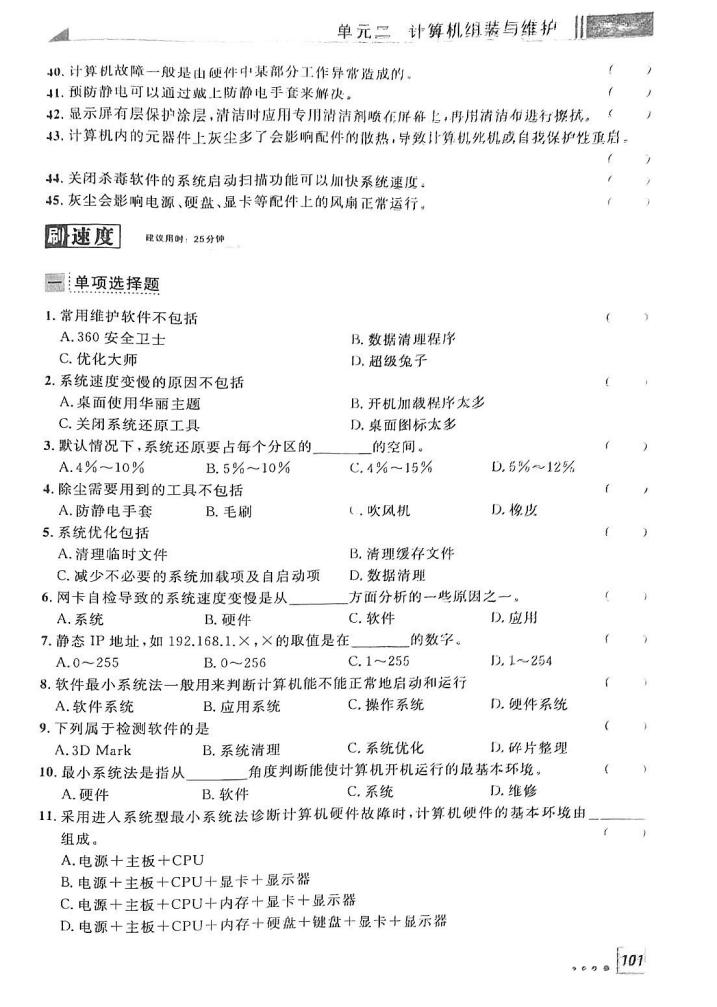 单元二 计算机组装与维护
40. 计算机故障一般是由硬件中某部分工作异常造成的。 ( )
41. 预防静电可以通过戴上防静电手套来解决。 ( )
42. 显示屏有层保护涂层,清洁时应用专用清洁剂喷在屏幕上,再用清洁布进行擦拭。 ( )
43. 计算机内的元器件上灰尘多了会影响配件的散热,导致计算机死机或自我保护性重启。
( )
44. 关闭杀毒软件的系统启动扫描功能可以加快系统速度。 ( )
45. 灰尘会影响电源、硬盘、显卡等配件上的风扇正常运行。 ( )
刷速度 建议用时:25分钟
一 单项选择题
1. 常用维护软件不包括 ( )
A. 360 安全卫士 B. 数据清理程序
C. 优化大师 D. 超级兔子
2. 系统速度变慢的原因不包括 ( )
A. 桌面使用华丽主题 B. 开机加载程序太多
C. 关闭系统还原工具 D. 桌面图标太多
3. 默认情况下,系统还原要占每个分区的______的空间。 ( )
A. 4%～10% B. 5%～10% C. 4%～15% D. 5%～12%
4. 除尘需要用到的工具不包括 ( )
A. 防静电手套 B. 毛刷 C. 吹风机 D. 橡皮
5. 系统优化包括 ( )
A. 清理临时文件 B. 清理缓存文件
C. 减少不必要的系统加载项及自启动项 D. 数据清理
6. 网卡自检导致的系统速度变慢是从______方面分析的一些原因之一。 ( )
A. 系统 B. 硬件 C. 软件 D. 应用
7. 静态 IP 地址,如 192.168.1.×,×的取值是在______的数字。 ( )
A. 0～255 B. 0～256 C. 1～255 D. 1～254
8. 软件最小系统法一般用来判断计算机能不能正常地启动和运行 ( )
A. 软件系统 B. 应用系统 C. 操作系统 D. 硬件系统
9. 下列属于检测软件的是 ( )
A. 3D Mark B. 系统清理 C. 系统优化 D. 碎片整理
10. 最小系统法是指从______角度判断能使计算机开机运行的最基本环境。 ( )
A. 硬件 B. 软件 C. 系统 D. 维修
11. 采用进入系统型最小系统法诊断计算机硬件故障时,计算机硬件的基本环境由______
组成。 ( )
A. 电源＋主板＋CPU
B. 电源＋主板＋CPU＋显卡＋显示器
C. 电源＋主板＋CPU＋内存＋显卡＋显示器
D. 电源＋主板＋CPU＋内存＋硬盘＋键盘＋显卡＋显示器
101